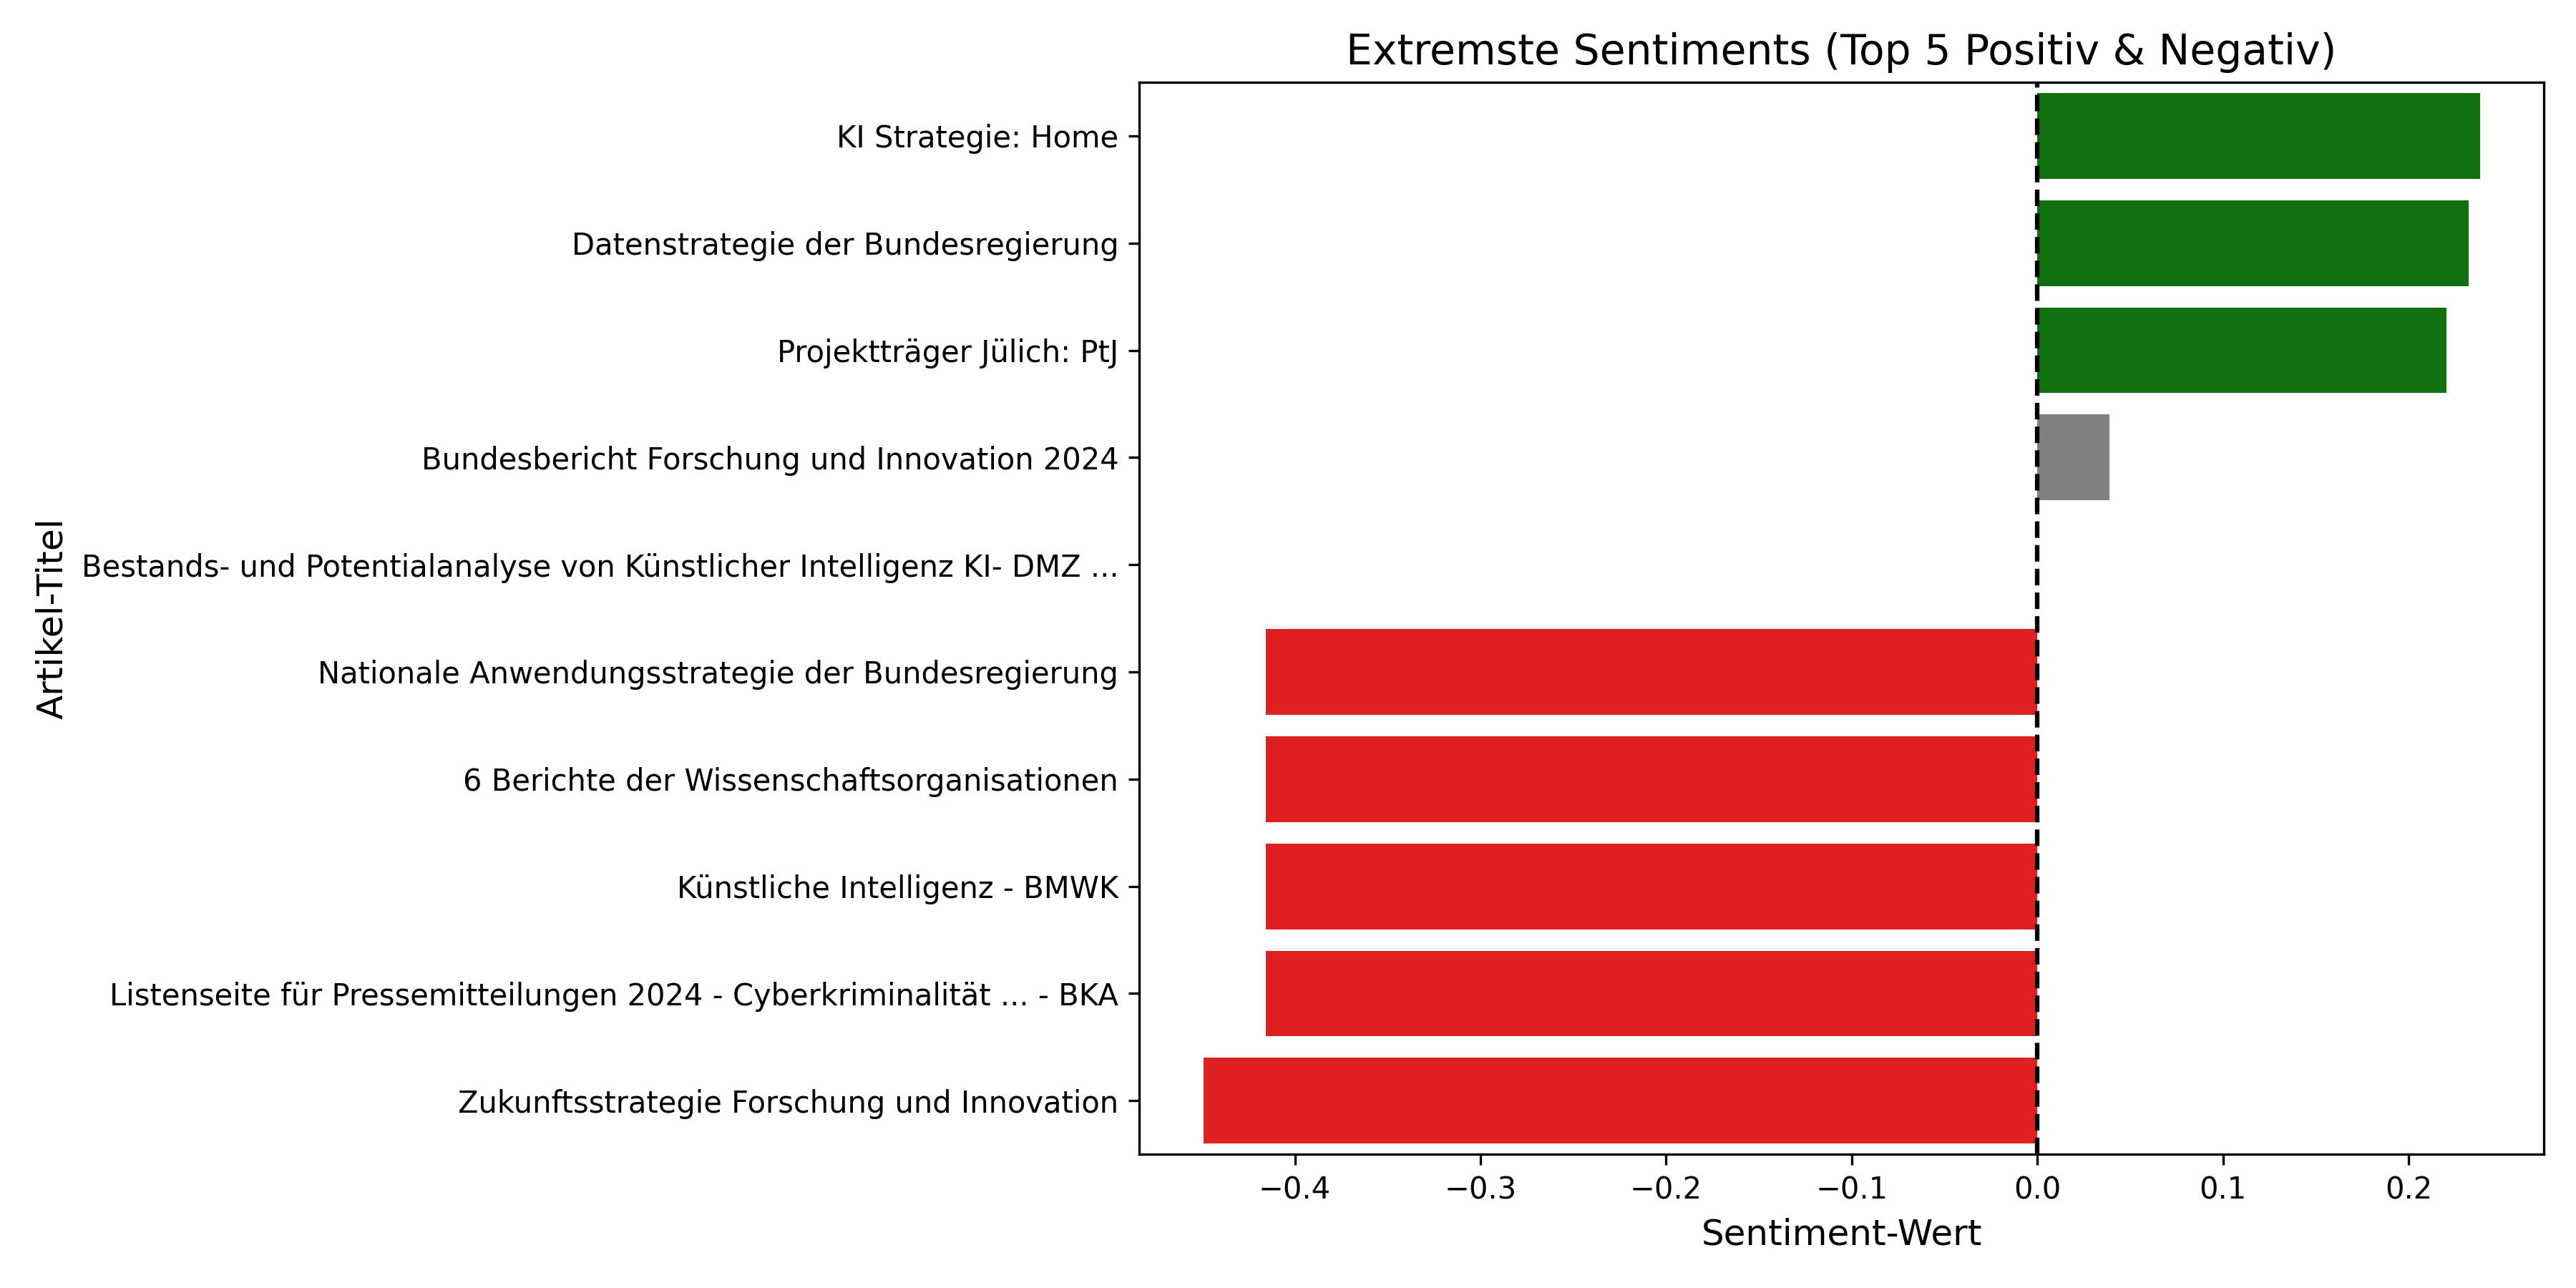 Extremste Sentiments (Top 5 Positiv & Negativ)
Artikel-Titel
KI Strategie: Home
Datenstrategie der Bundesregierung
Projektträger Jülich: PtJ
Bundesbericht Forschung und Innovation 2024
Bestands- und Potentialanalyse von Künstlicher Intelligenz KI- DMZ ...
Nationale Anwendungsstrategie der Bundesregierung
6 Berichte der Wissenschaftsorganisationen
Künstliche Intelligenz - BMWK
Listenseite für Pressemitteilungen 2024 - Cyberkriminalität ... - BKA
Zukunftsstrategie Forschung und Innovation
−0.4 −0.3 −0.2 −0.1 0.0 0.1 0.2
Sentiment-Wert